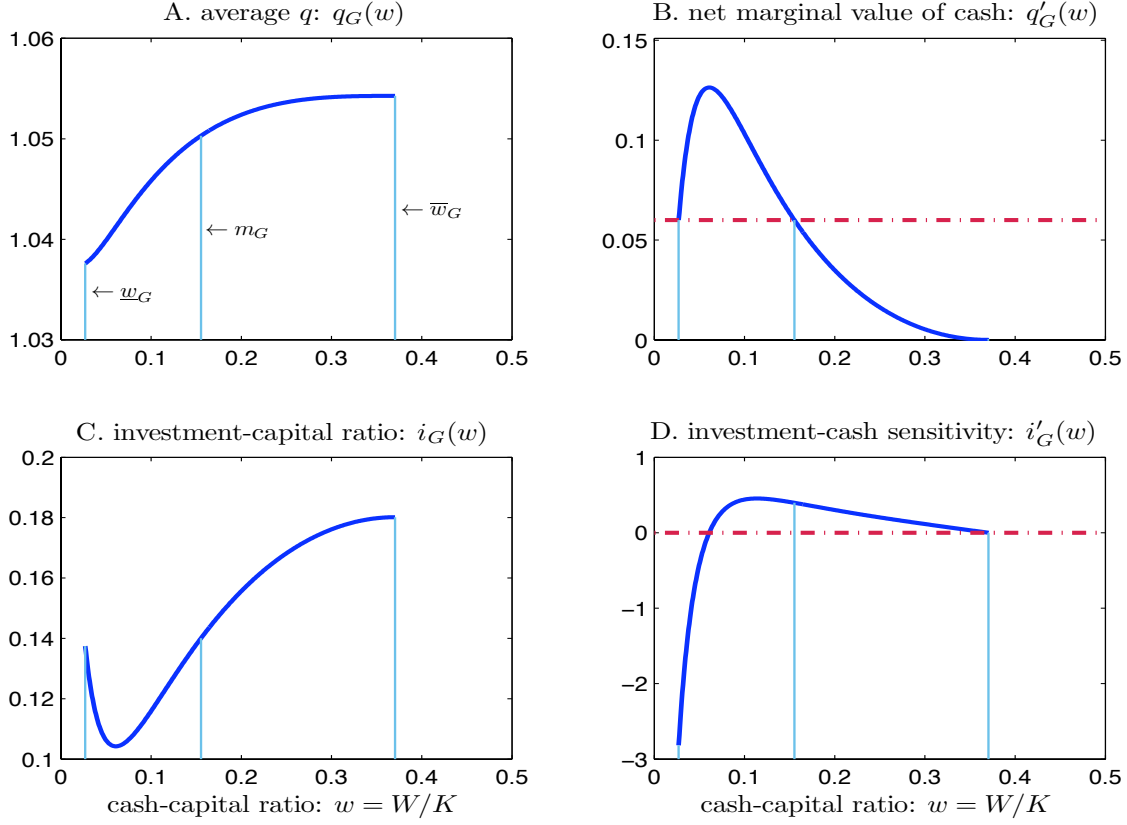 A. average q: q_G(w)
1.06
1.05
1.04
1.03
← w̲_G
← m_G
← w̅_G
0 0.1 0.2 0.3 0.4 0.5
B. net marginal value of cash: q′_G(w)
0.15
0.1
0.05
0
0 0.1 0.2 0.3 0.4 0.5
C. investment-capital ratio: i_G(w)
0.2
0.18
0.16
0.14
0.12
0.1
0 0.1 0.2 0.3 0.4 0.5
cash-capital ratio: w = W/K
D. investment-cash sensitivity: i′_G(w)
1
0
−1
−2
−3
0 0.1 0.2 0.3 0.4 0.5
cash-capital ratio: w = W/K